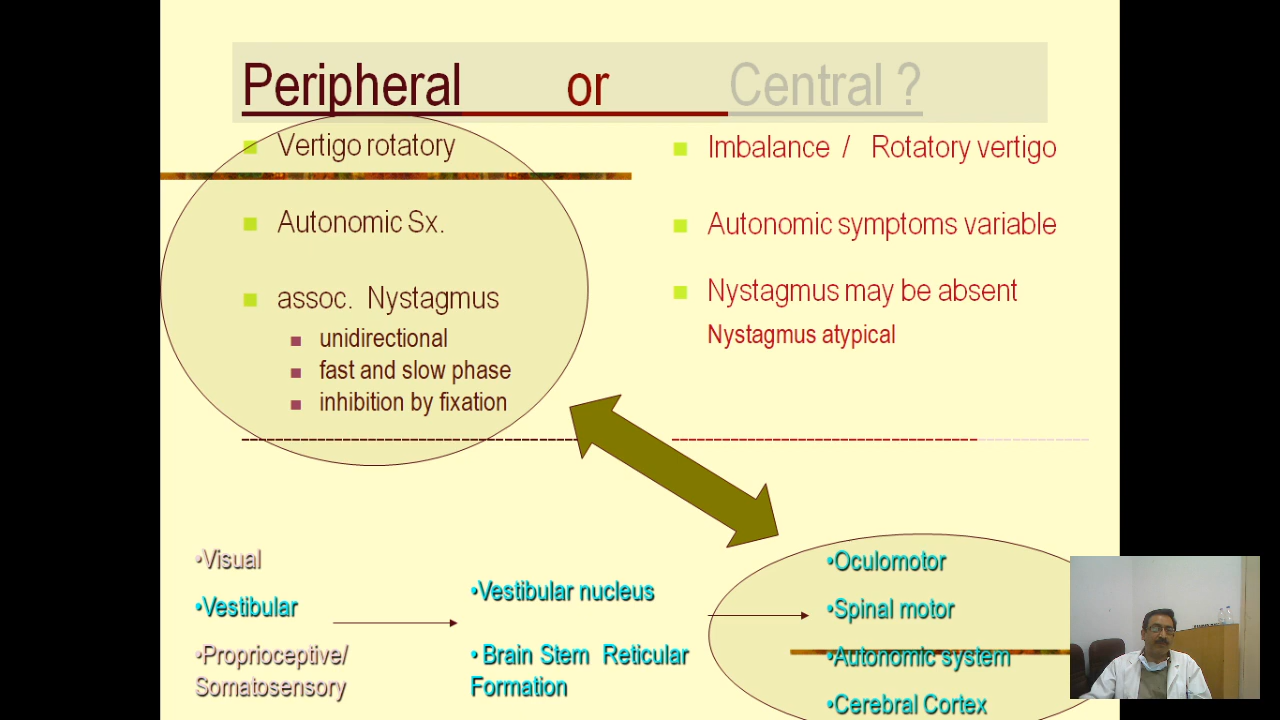 Peripheral or Central ?
Vertigo rotatory
Autonomic Sx.
assoc. Nystagmus
unidirectional
fast and slow phase
inhibition by fixation
Imbalance / Rotatory vertigo
Autonomic symptoms variable
Nystagmus may be absent
Nystagmus atypical
•Visual
•Vestibular
•Proprioceptive/
Somatosensory
•Vestibular nucleus
•Brain Stem Reticular
Formation
•Oculomotor
•Spinal motor
•Autonomic system
•Cerebral Cortex